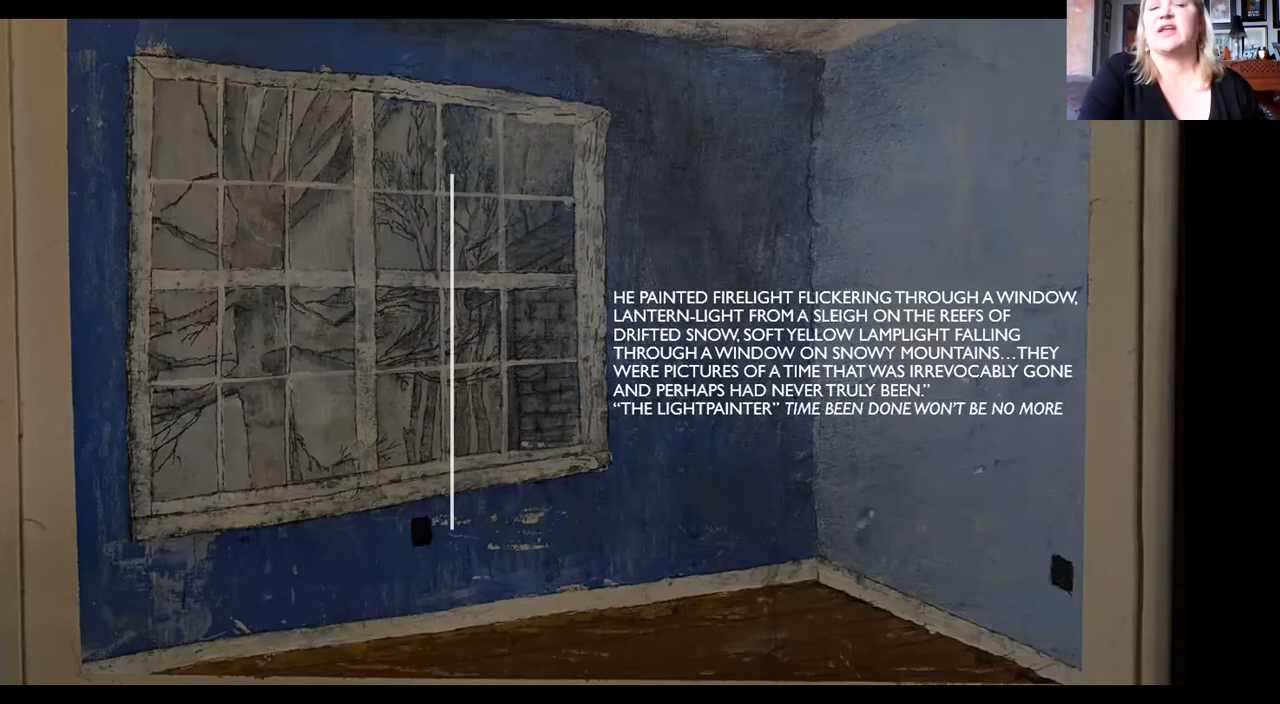 HE PAINTED FIRELIGHT FLICKERING THROUGH A WINDOW,
LANTERN-LIGHT FROM A SLEIGH ON THE REEFS OF
DRIFTED SNOW, SOFT YELLOW LAMPLIGHT FALLING
THROUGH A WINDOW ON SNOWY MOUNTAINS…THEY
WERE PICTURES OF A TIME THAT WAS IRREVOCABLY GONE
AND PERHAPS HAD NEVER TRULY BEEN.”
“THE LIGHTPAINTER” TIME BEEN DONE WON’T BE NO MORE